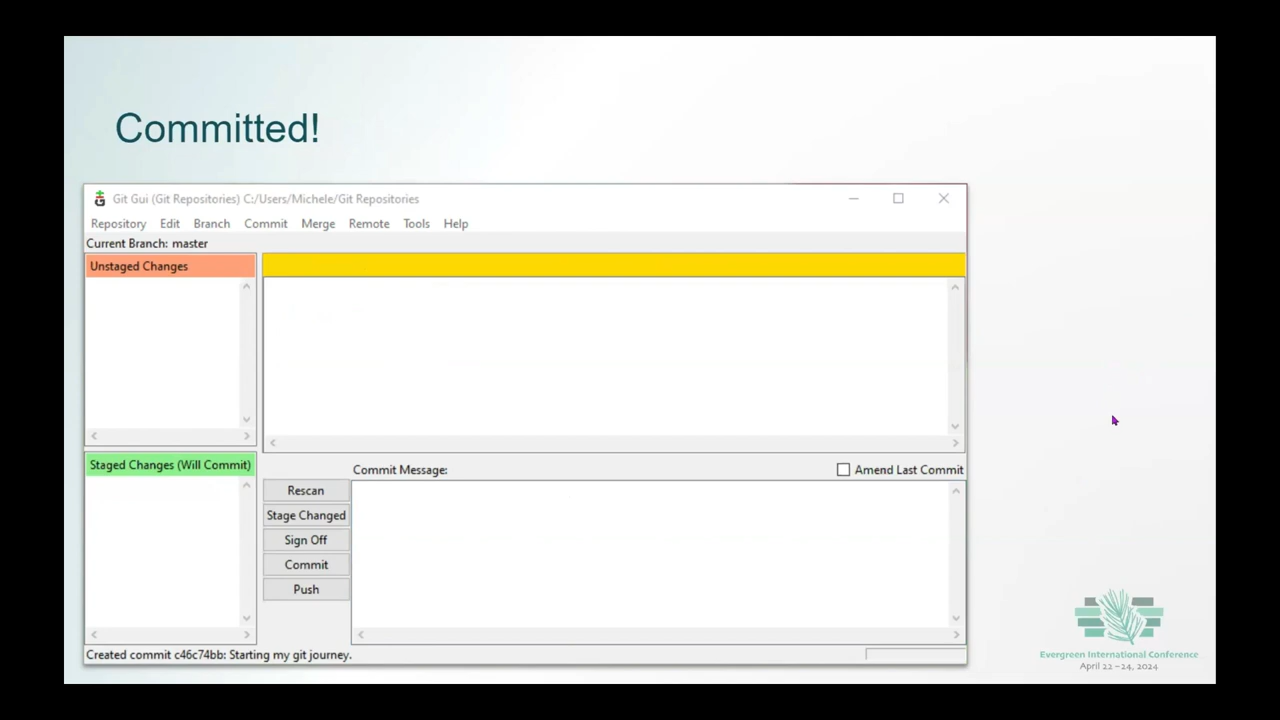 Committed!
Git Gui (Git Repositories) C:/Users/Michele/Git Repositories
Repository Edit Branch Commit Merge Remote Tools Help
Current Branch: master
Unstaged Changes
Staged Changes (Will Commit)
Commit Message:
Amend Last Commit
Rescan
Stage Changed
Sign Off
Commit
Push
Created commit c46c74bb: Starting my git journey.
Evergreen International Conference
April 22–24, 2024